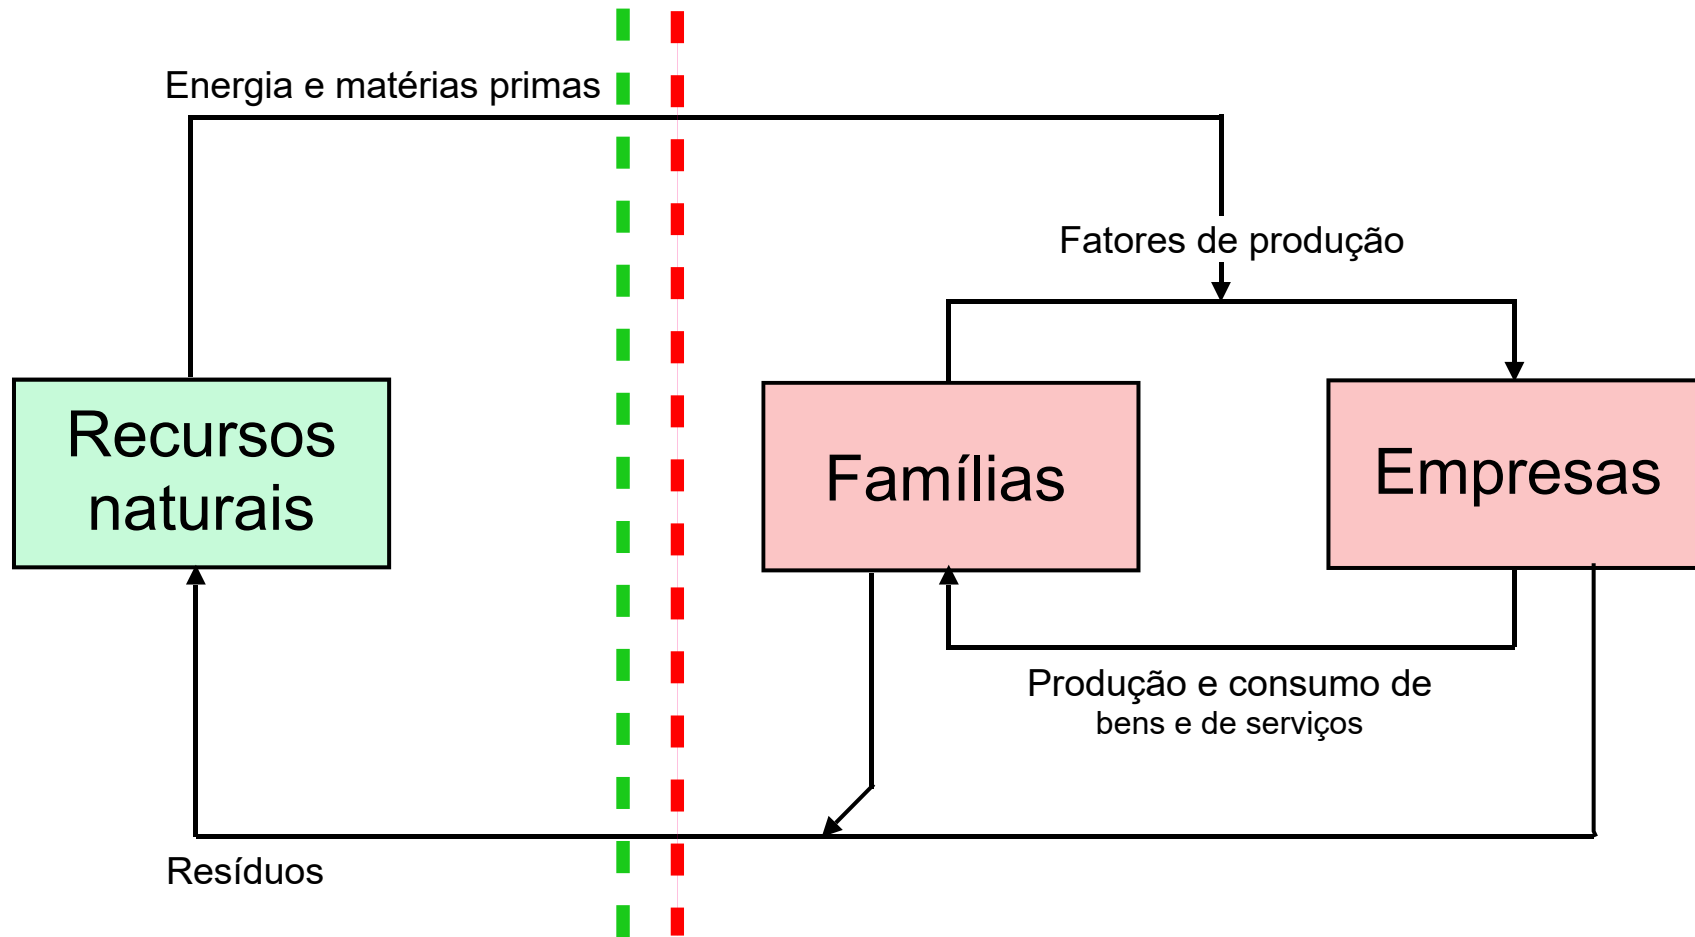 Energia e matérias primas
Fatores de produção
Recursos
naturais
Famílias
Empresas
Produção e consumo de
bens e de serviços
Resíduos